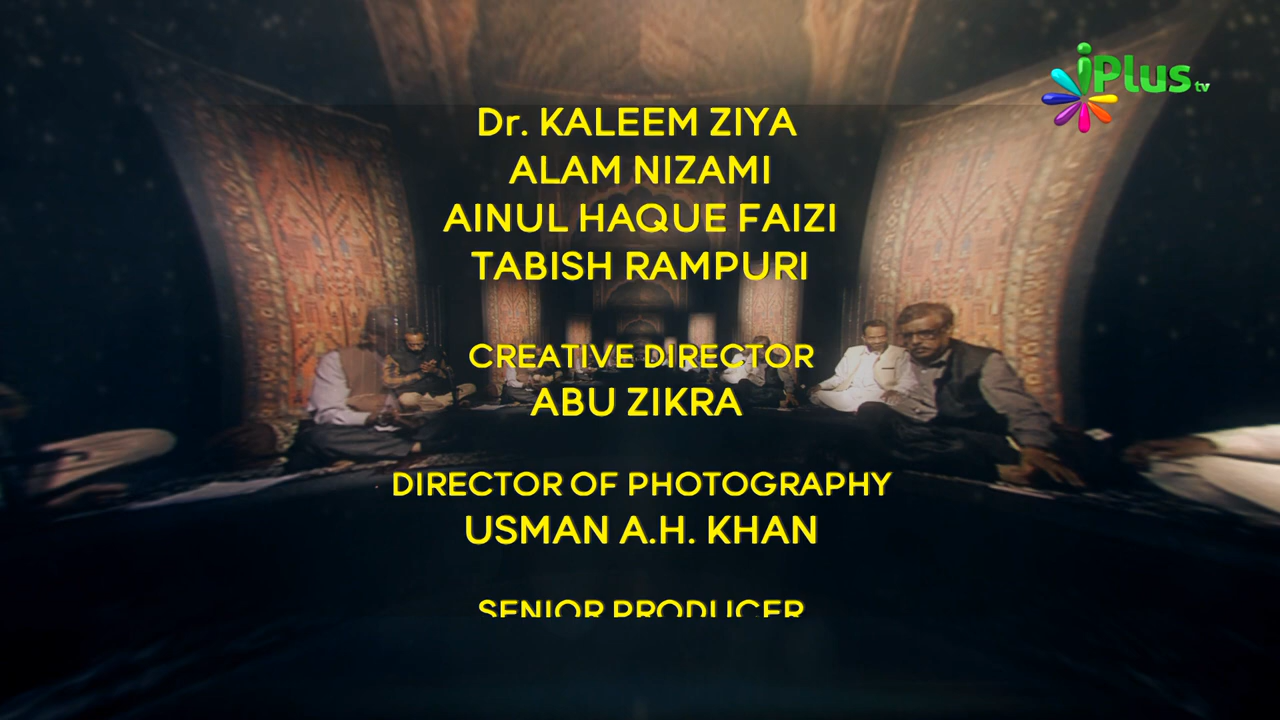 iPlus tv
Dr. KALEEM ZIYA
ALAM NIZAMI
AINUL HAQUE FAIZI
TABISH RAMPURI
CREATIVE DIRECTOR
ABU ZIKRA
DIRECTOR OF PHOTOGRAPHY
USMAN A.H. KHAN
SENIOR PRODUCER